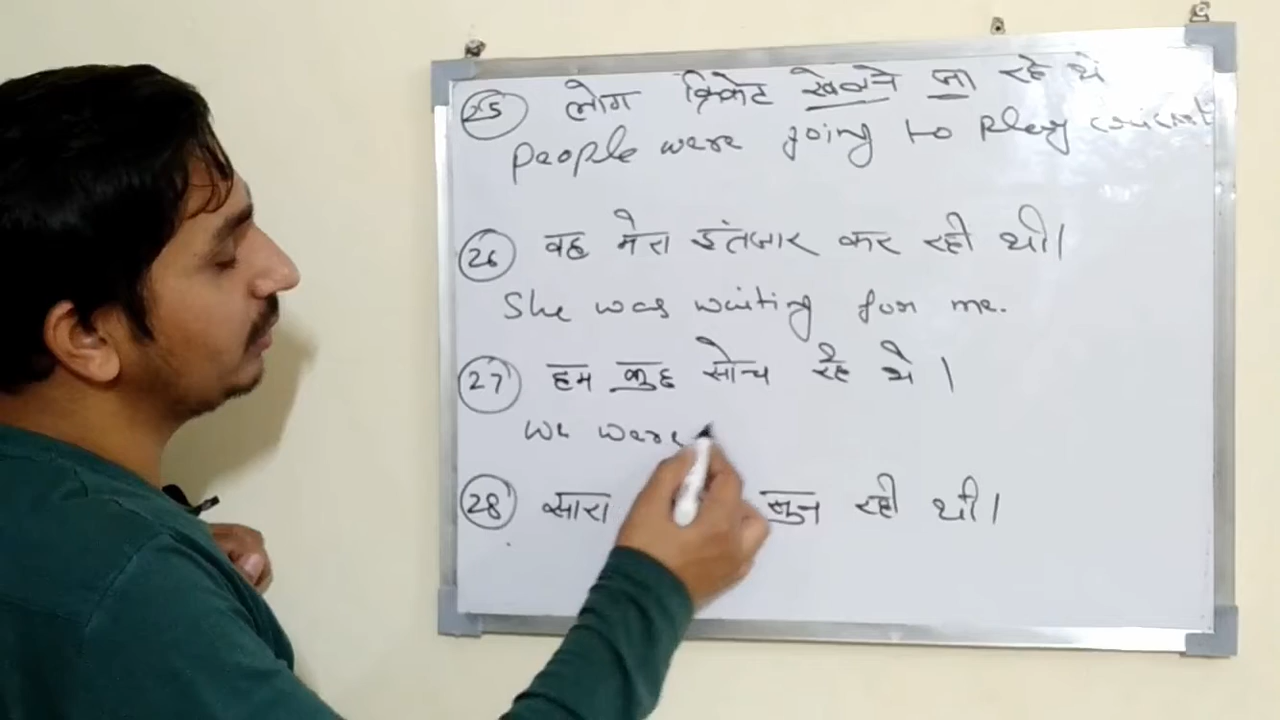 25 लोग क्रिकेट खेलने जा रहे थे
People were going to play cricket
26 वह मेरा इंतजार कर रही थी।
She was waiting for me.
27 हम कुछ सोच रहे थे।
We were
28 सारा सुन रही थी।